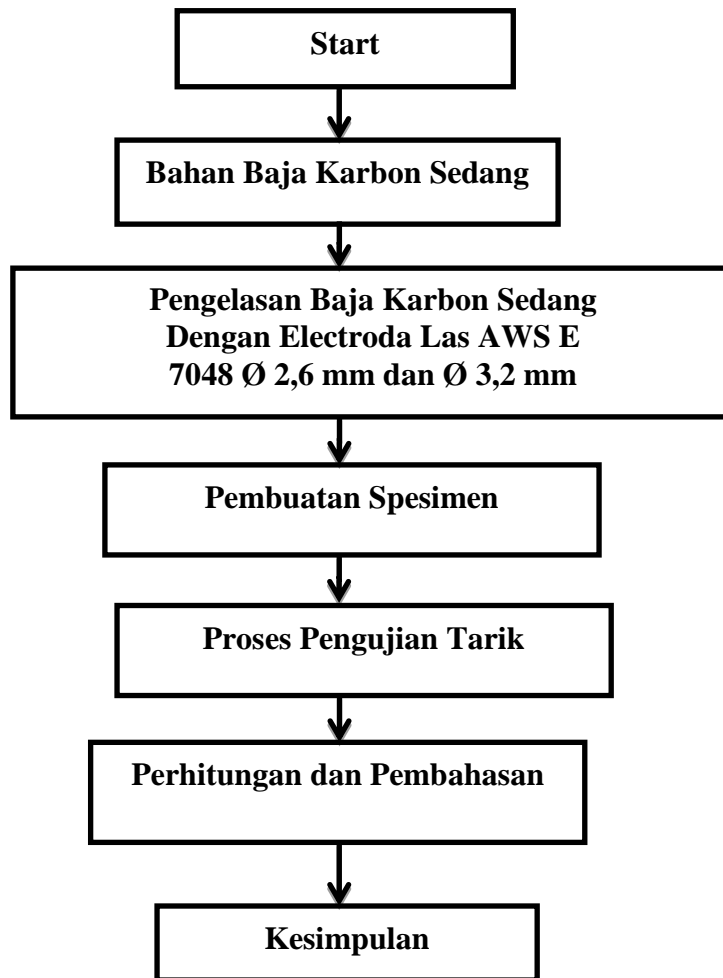 Start
Bahan Baja Karbon Sedang
Pengelasan Baja Karbon Sedang
Dengan Electroda Las AWS E
7048 Ø 2,6 mm dan Ø 3,2 mm
Pembuatan Spesimen
Proses Pengujian Tarik
Perhitungan dan Pembahasan
Kesimpulan